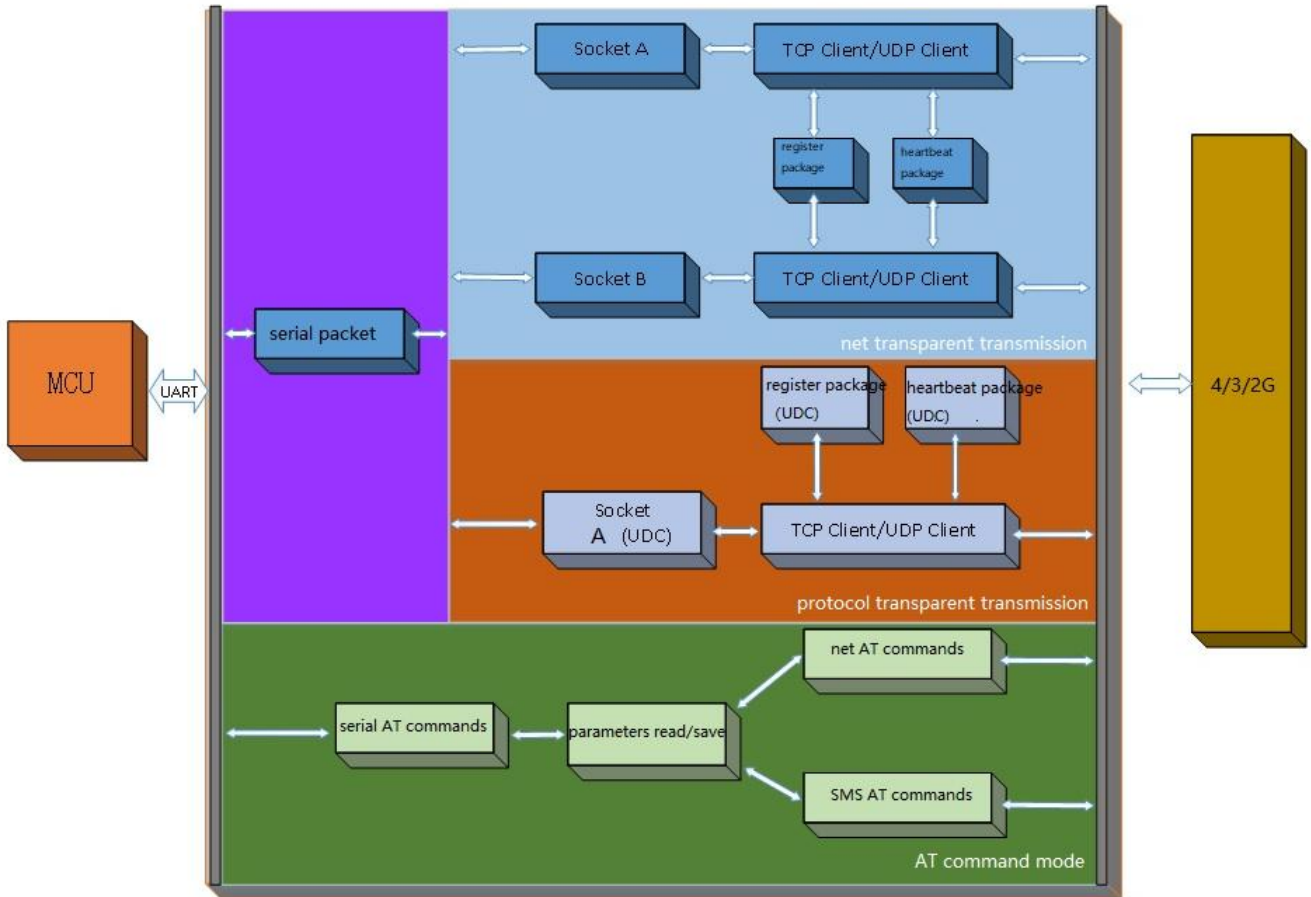 Socket A
TCP Client/UDP Client
register
package
heartbeat
package
Socket B
TCP Client/UDP Client
net transparent transmission
serial packet
MCU
UART
4/3/2G
register package
(UDC)
heartbeat package
(UDC) .
Socket
A (UDC)
TCP Client/UDP Client
protocol transparent transmission
net AT commands
serial AT commands
parameters read/save
SMS AT commands
AT command mode